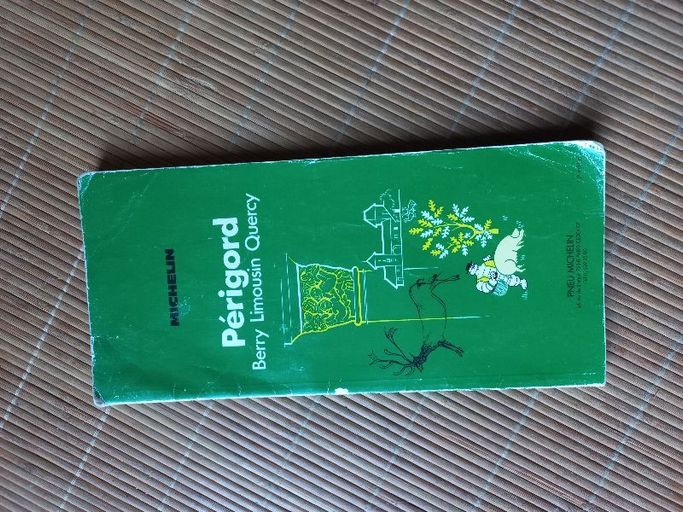 MICHELIN
Périgord
Berry Limousin Quercy
PNEU MICHELIN